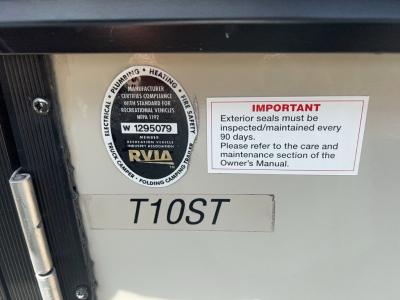 ELECTRICAL - PLUMBING - HEATING - FIRE SAFETY
MANUFACTURER
CERTIFIES COMPLIANCE
WITH STANDARD FOR
RECREATIONAL VEHICLES
NFPA 1192
W 1295079
MEMBER
RECREATION VEHICLE
INDUSTRY ASSOCIATION
RVIA
TRUCK CAMPER - FOLDING CAMPING TRAILER
IMPORTANT
Exterior seals must be
inspected/maintained every
90 days.
Please refer to the care and
maintenance section of the
Owner's Manual.
T10ST